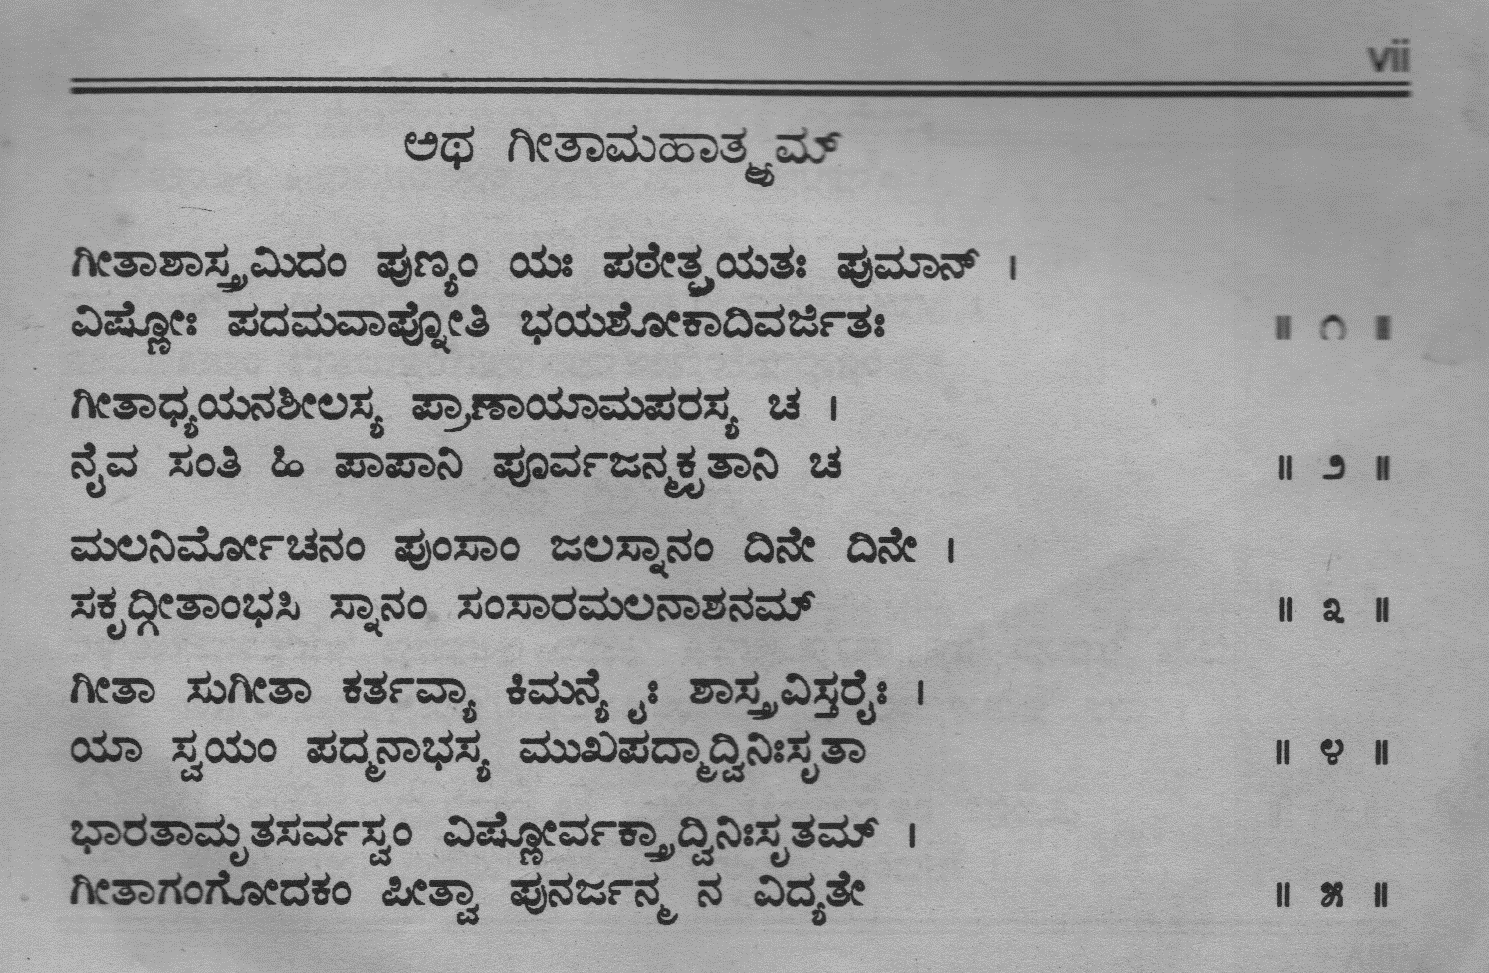 vii
ಅಥ ಗೀತಾಮಹಾತ್ಮ್ಯಮ್
ಗೀತಾಶಾಸ್ತ್ರಮಿದಂ ಪುಣ್ಯಂ ಯಃ ಪಠೇತ್ಪ್ರಯತಃ ಪುಮಾನ್ ।
ವಿಷ್ಣೋಃ ಪದಮವಾಪ್ನೋತಿ ಭಯಶೋಕಾದಿವರ್ಜಿತಃ ॥ ೧ ॥
ಗೀತಾಧ್ಯಯನಶೀಲಸ್ಯ ಪ್ರಾಣಾಯಾಮಪರಸ್ಯ ಚ ।
ನೈವ ಸಂತಿ ಹಿ ಪಾಪಾನಿ ಪೂರ್ವಜನ್ಮಕೃತಾನಿ ಚ ॥ ೨ ॥
ಮಲನಿರ್ಮೋಚನಂ ಪುಂಸಾಂ ಜಲಸ್ನಾನಂ ದಿನೇ ದಿನೇ ।
ಸಕೃದ್ಗೀತಾಂಭಸಿ ಸ್ನಾನಂ ಸಂಸಾರಮಲನಾಶನಮ್ ॥ ೩ ॥
ಗೀತಾ ಸುಗೀತಾ ಕರ್ತವ್ಯಾ ಕಿಮನ್ಯೈಃ ಶಾಸ್ತ್ರವಿಸ್ತರೈಃ ।
ಯಾ ಸ್ವಯಂ ಪದ್ಮನಾಭಸ್ಯ ಮುಖಪದ್ಮಾದ್ವಿನಿಃಸೃತಾ ॥ ೪ ॥
ಭಾರತಾಮೃತಸರ್ವಸ್ವಂ ವಿಷ್ಣೋರ್ವಕ್ತ್ರಾದ್ವಿನಿಃಸೃತಮ್ ।
ಗೀತಾಗಂಗೋದಕಂ ಪೀತ್ವಾ ಪುನರ್ಜನ್ಮ ನ ವಿದ್ಯತೇ ॥ ೫ ॥